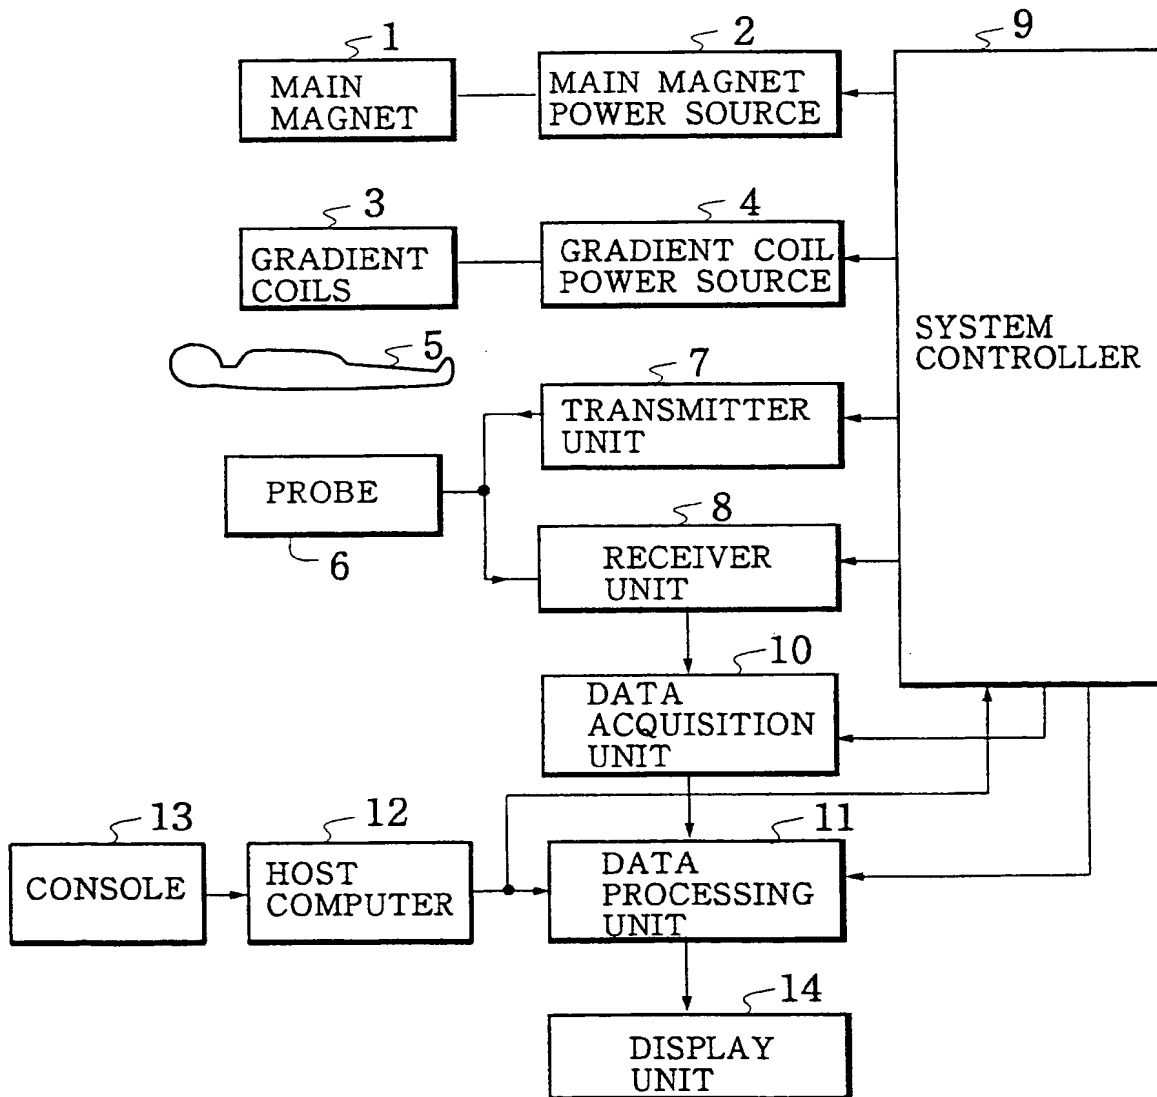 1
2
9
MAIN
MAGNET
MAIN MAGNET
POWER SOURCE
3
4
GRADIENT
COILS
GRADIENT COIL
POWER SOURCE
SYSTEM
CONTROLLER
5
7
TRANSMITTER
UNIT
PROBE
6
8
RECEIVER
UNIT
10
DATA
ACQUISITION
UNIT
13
12
11
CONSOLE
HOST
COMPUTER
DATA
PROCESSING
UNIT
14
DISPLAY
UNIT